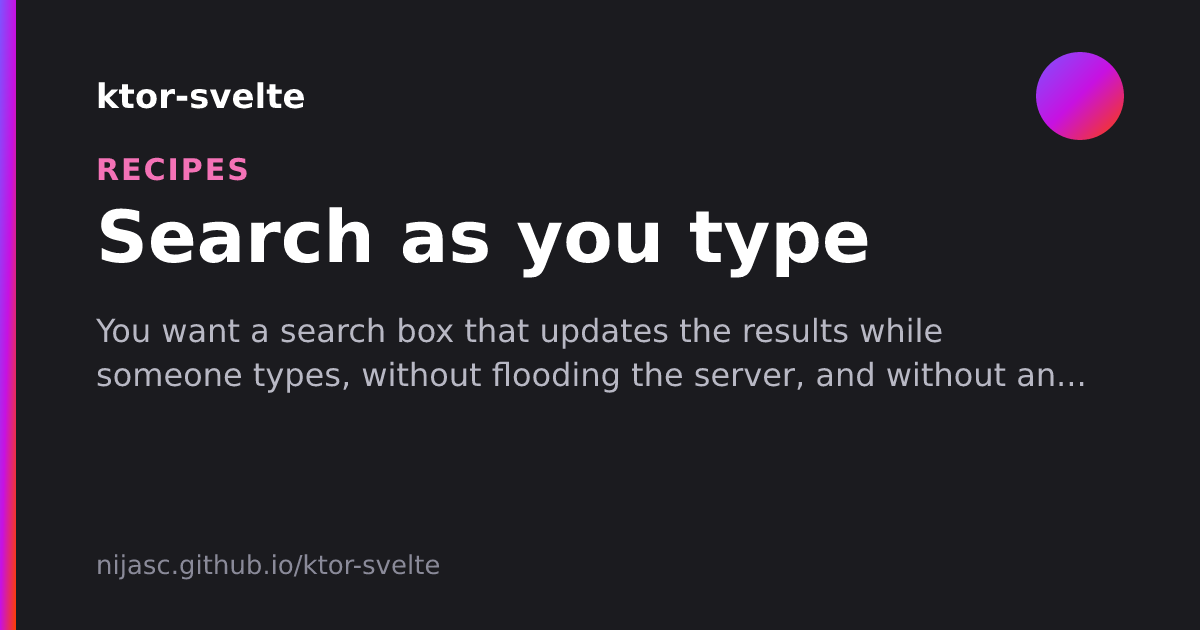 ktor-svelte
RECIPES
Search as you type
You want a search box that updates the results while
someone types, without flooding the server, and without an...
nijasc.github.io/ktor-svelte